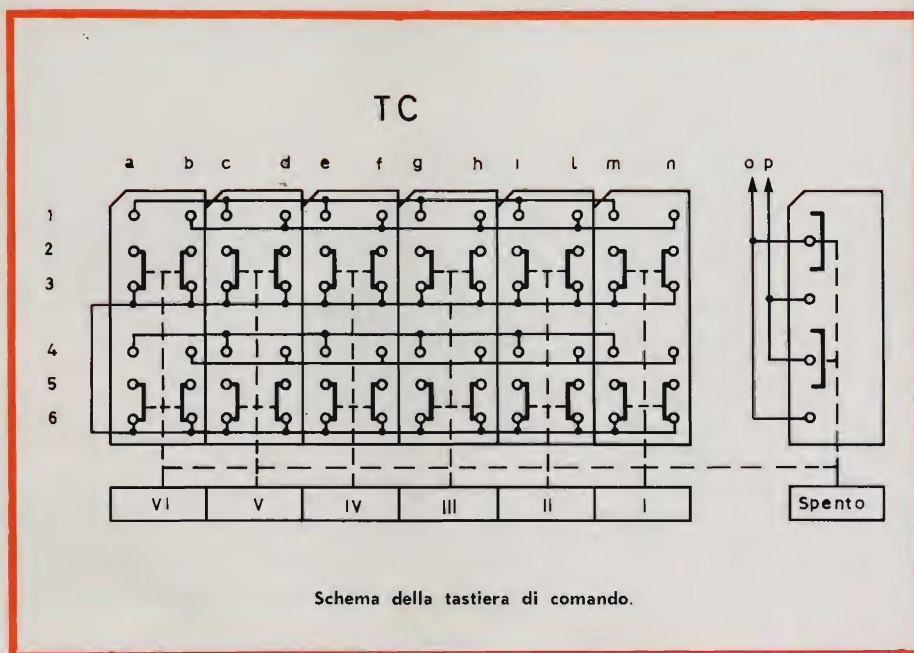 TC
a b c d e f g h i l m n o p
1
2
3
4
5
6
VI V IV III II I Spento
Schema della tastiera di comando.